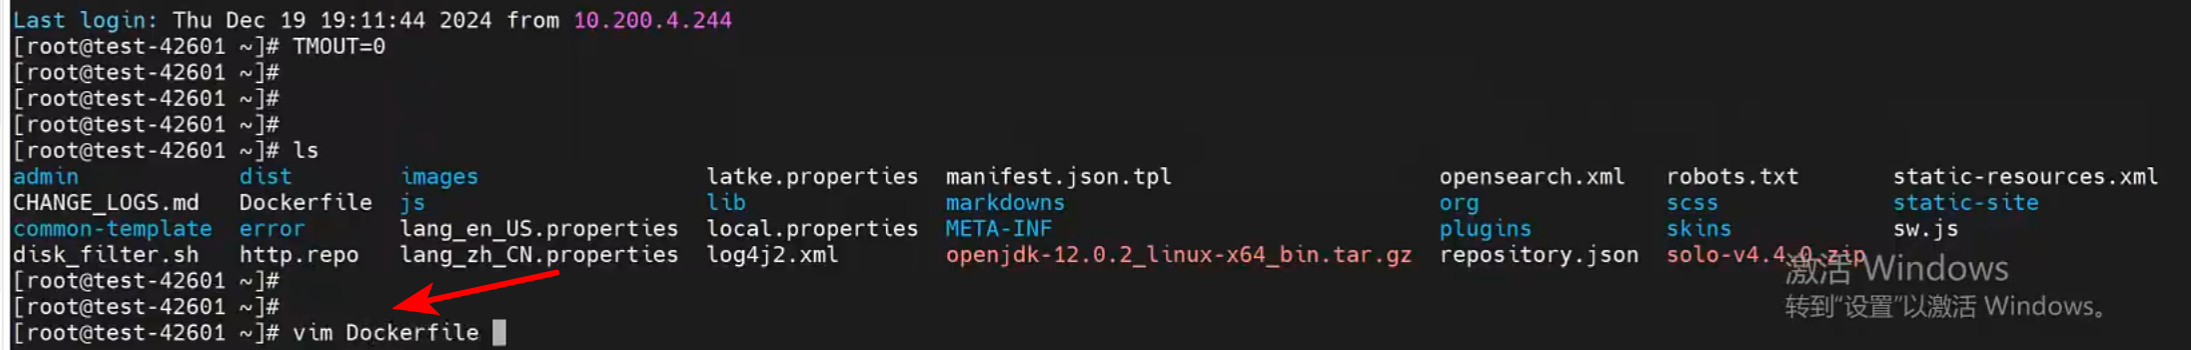 Last login: Thu Dec 19 19:11:44 2024 from 10.200.4.244
[root@test-42601 ~]# TMOUT=0
[root@test-42601 ~]#
[root@test-42601 ~]#
[root@test-42601 ~]#
[root@test-42601 ~]# ls
admin dist images latke.properties manifest.json.tpl opensearch.xml robots.txt static-resources.xml
CHANGE_LOGS.md Dockerfile js lib markdowns org scss static-site
common-template error lang_en_US.properties local.properties META-INF plugins skins sw.js
disk_filter.sh http.repo lang_zh_CN.properties log4j2.xml openjdk-12.0.2_linux-x64_bin.tar.gz repository.json solo-v4.4.0.zip
[root@test-42601 ~]#
[root@test-42601 ~]#
[root@test-42601 ~]# vim Dockerfile
激活 Windows
转到"设置"以激活 Windows。